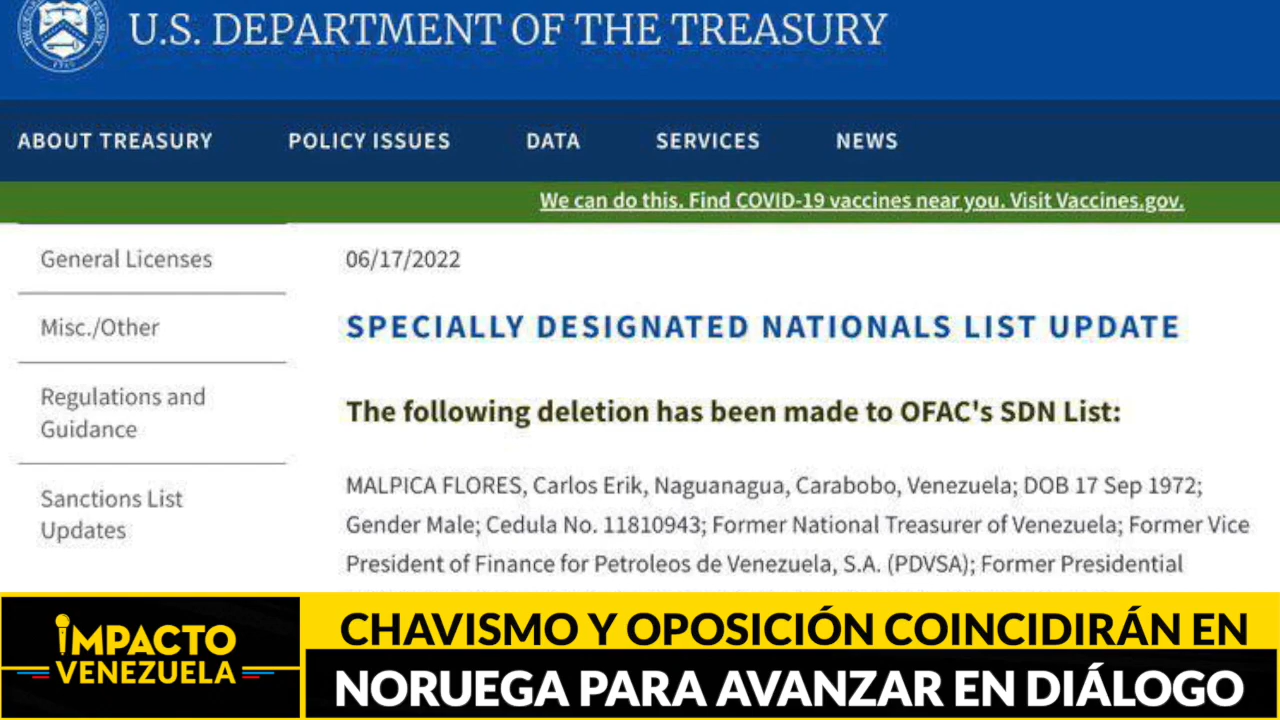 U.S. DEPARTMENT OF THE TREASURY
ABOUT TREASURY POLICY ISSUES DATA SERVICES NEWS
We can do this. Find COVID-19 vaccines near you. Visit Vaccines.gov.
General Licenses
Misc./Other
Regulations and
Guidance
Sanctions List
Updates
06/17/2022
SPECIALLY DESIGNATED NATIONALS LIST UPDATE
The following deletion has been made to OFAC's SDN List:
MALPICA FLORES, Carlos Erik, Naguanagua, Carabobo, Venezuela; DOB 17 Sep 1972;
Gender Male; Cedula No. 11810943; Former National Treasurer of Venezuela; Former Vice
President of Finance for Petroleos de Venezuela, S.A. (PDVSA); Former Presidential
IMPACTO
VENEZUELA
CHAVISMO Y OPOSICIÓN COINCIDIRÁN EN
NORUEGA PARA AVANZAR EN DIÁLOGO